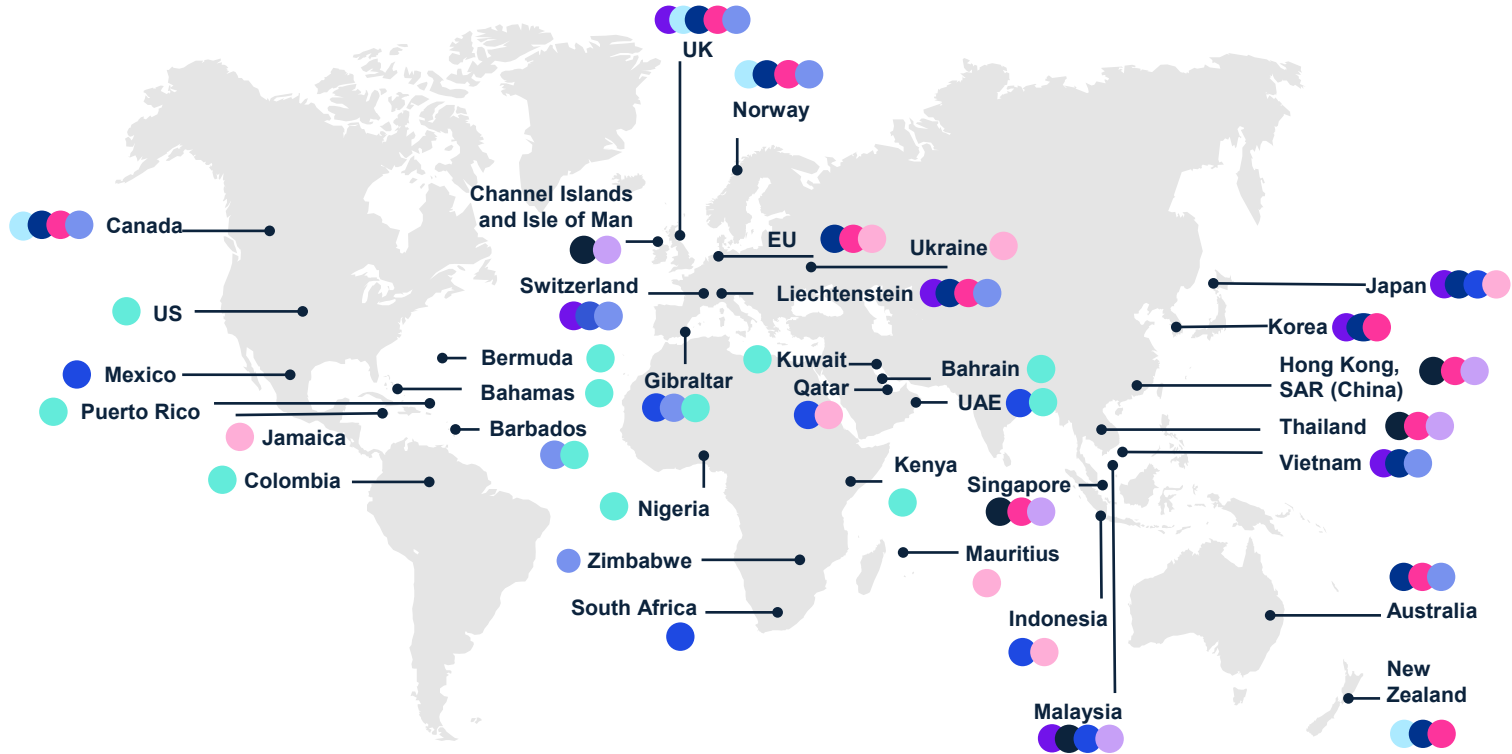 UK
Norway
Channel Islands
and Isle of Man
Canada
EU
Ukraine
Switzerland
Liechtenstein
Japan
US
Korea
Bermuda
Kuwait
Bahrain
Hong Kong,
SAR (China)
Mexico
Gibraltar
Qatar
Bahamas
UAE
Puerto Rico
Jamaica
Barbados
Thailand
Vietnam
Colombia
Kenya
Singapore
Nigeria
Zimbabwe
Mauritius
South Africa
Indonesia
Australia
New
Zealand
Malaysia